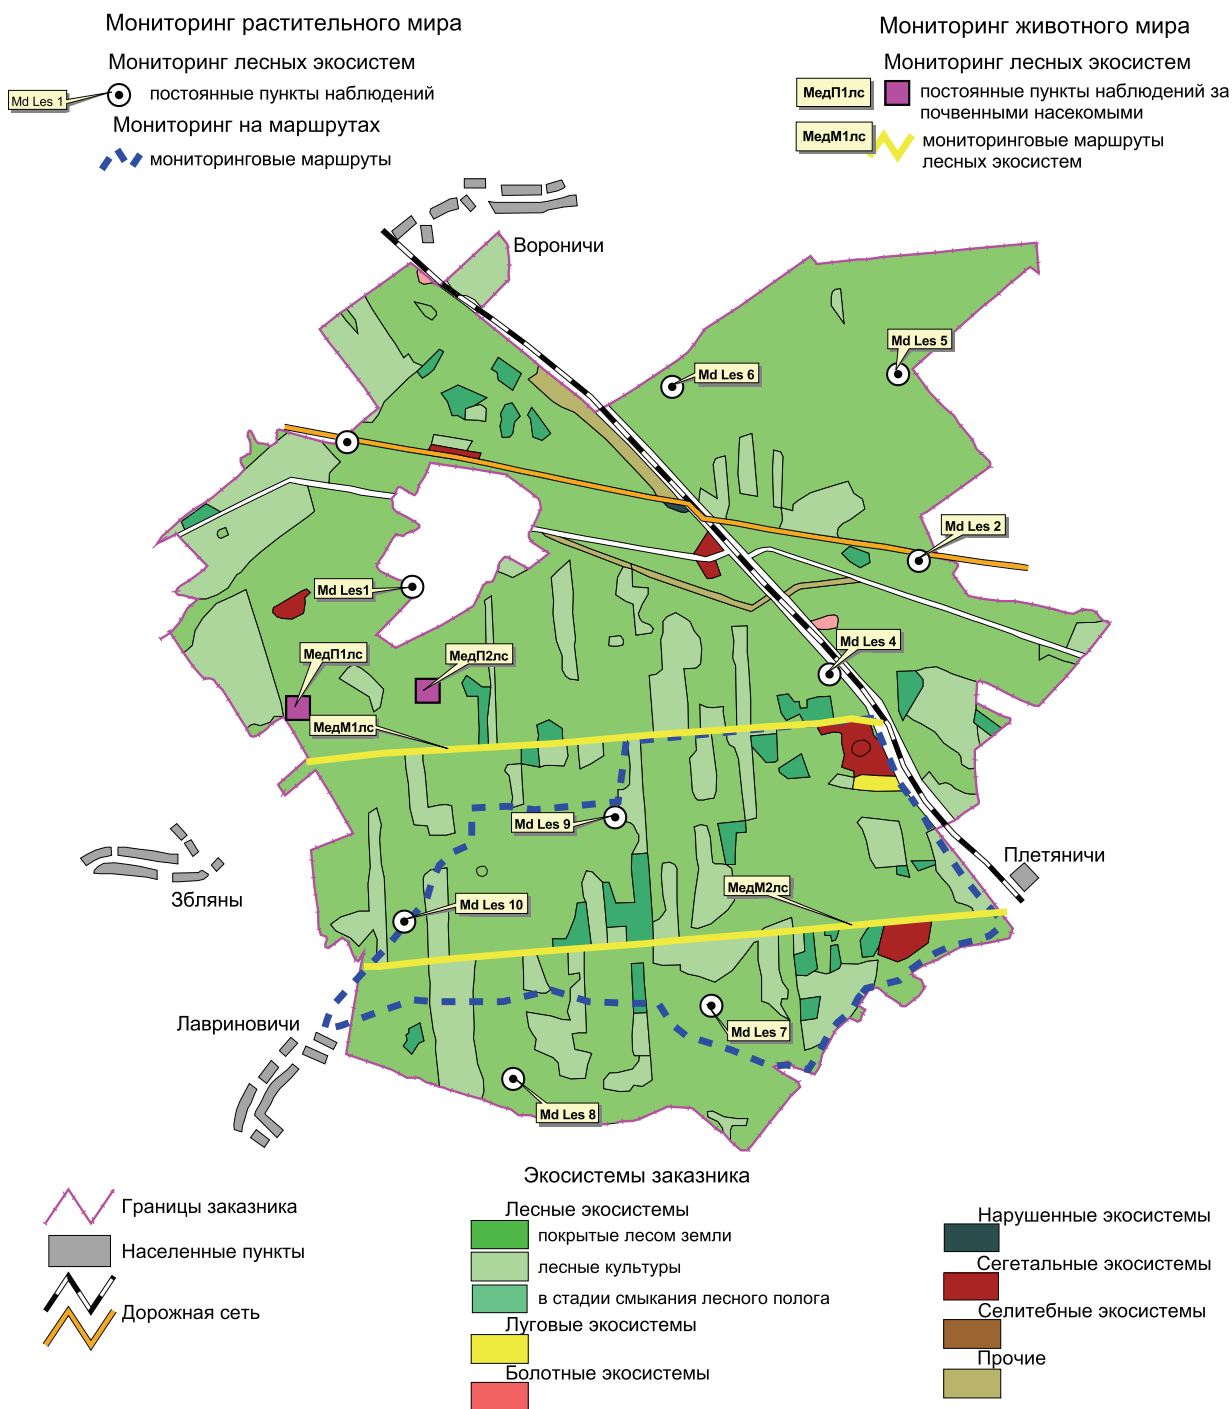 Мониторинг растительного мира
Мониторинг лесных экосистем
Md Les 1
постоянные пункты наблюдений
Мониторинг на маршрутах
мониторинговые маршруты
Мониторинг животного мира
Мониторинг лесных экосистем
МедП1лс
постоянные пункты наблюдений за
почвенными насекомыми
МедМ1лс
мониторинговые маршруты
лесных экосистем
Вороничи
Md Les 5
Md Les 6
Md Les 2
Md Les1
Md Les 4
МедП1лс
МедП2лс
МедМ1лс
Md Les 9
Плетяничи
МедМ2лс
Збляны
Md Les 10
Лавриновичи
Md Les 7
Md Les 8
Экосистемы заказника
Границы заказника
Населенные пункты
Дорожная сеть
Лесные экосистемы
покрытые лесом земли
лесные культуры
в стадии смыкания лесного полога
Луговые экосистемы
Болотные экосистемы
Нарушенные экосистемы
Сегетальные экосистемы
Селитебные экосистемы
Прочие